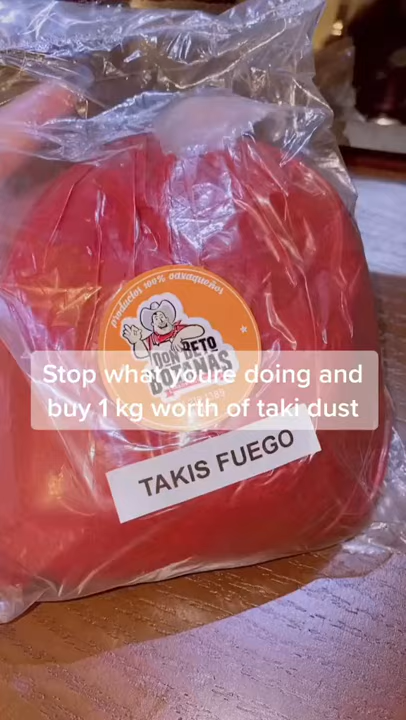 Productos 100% oaxaqueños
DON BETO
BOTANAS
Stop what youre doing and
buy 1 kg worth of taki dust
TAKIS FUEGO